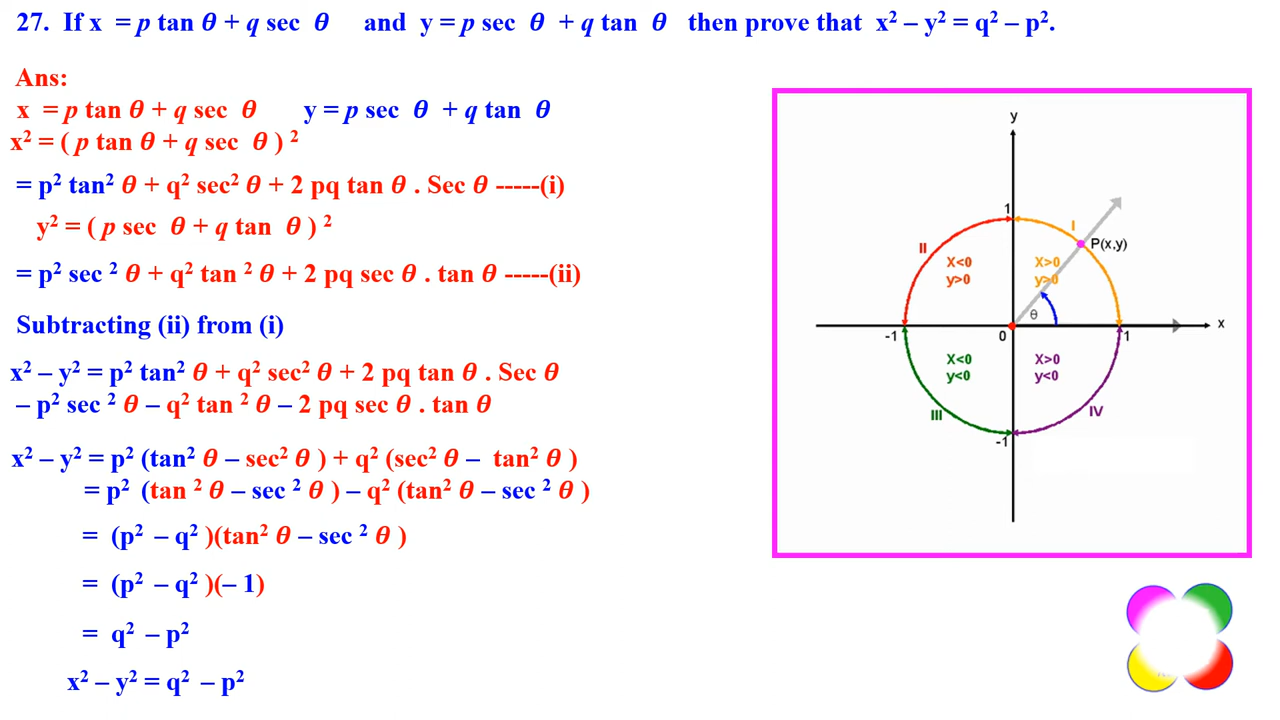 27. If x = p tan θ + q sec θ and y = p sec θ + q tan θ then prove that x² – y² = q² – p².
Ans:
x = p tan θ + q sec θ y = p sec θ + q tan θ
x² = ( p tan θ + q sec θ ) ²
= p² tan² θ + q² sec² θ + 2 pq tan θ . Sec θ -----(i)
y² = ( p sec θ + q tan θ ) ²
= p² sec ² θ + q² tan ² θ + 2 pq sec θ . tan θ -----(ii)
Subtracting (ii) from (i)
x² – y² = p² tan² θ + q² sec² θ + 2 pq tan θ . Sec θ
– p² sec ² θ – q² tan ² θ – 2 pq sec θ . tan θ
x² – y² = p² (tan² θ – sec² θ ) + q² (sec² θ – tan² θ )
= p² (tan ² θ – sec ² θ ) – q² (tan² θ – sec ² θ )
= (p² – q² )(tan² θ – sec ² θ )
= (p² – q² )(– 1)
= q² – p²
x² – y² = q² – p²
y
1
I
II
P(x,y)
X<0 X>0
y>0 y>0
θ
x
-1 0 1
X<0 X>0
y<0 y<0
III IV
-1